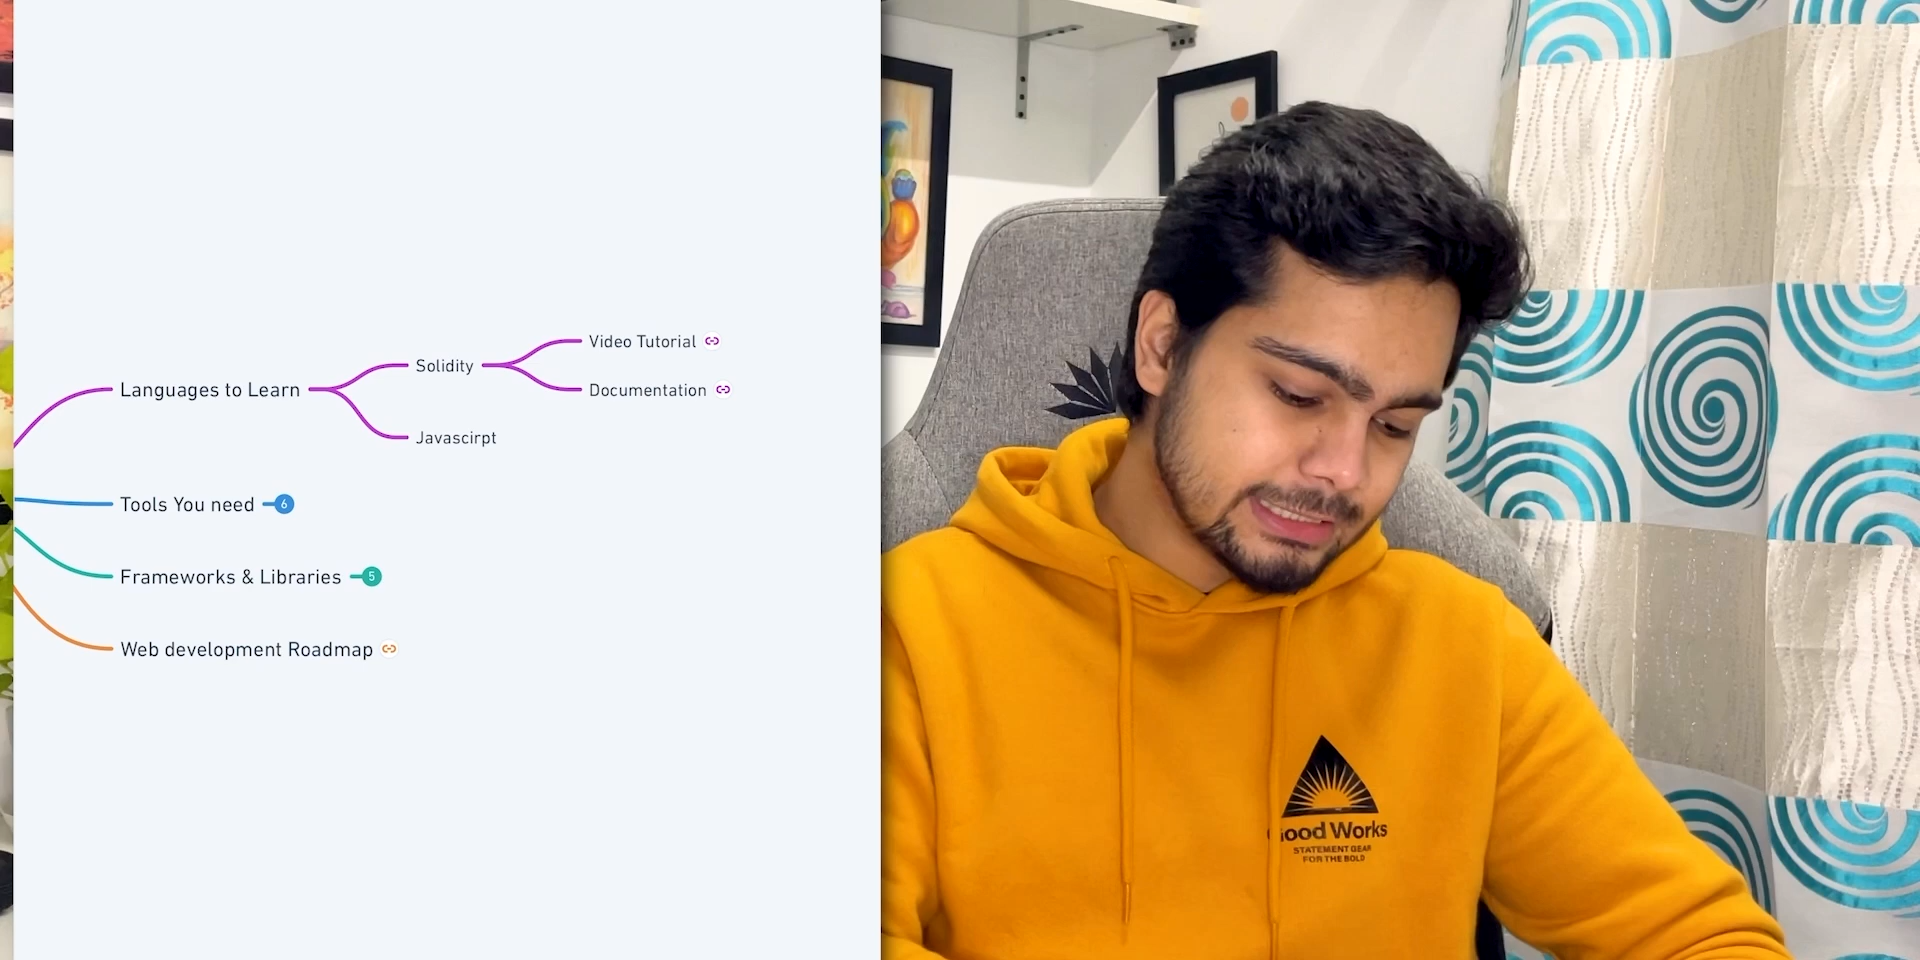 Video Tutorial
Solidity
Languages to Learn
Documentation
Javascirpt
Tools You need 6
Frameworks & Libraries 5
Web development Roadmap
Good Works
STATEMENT GEAR
FOR THE BOLD